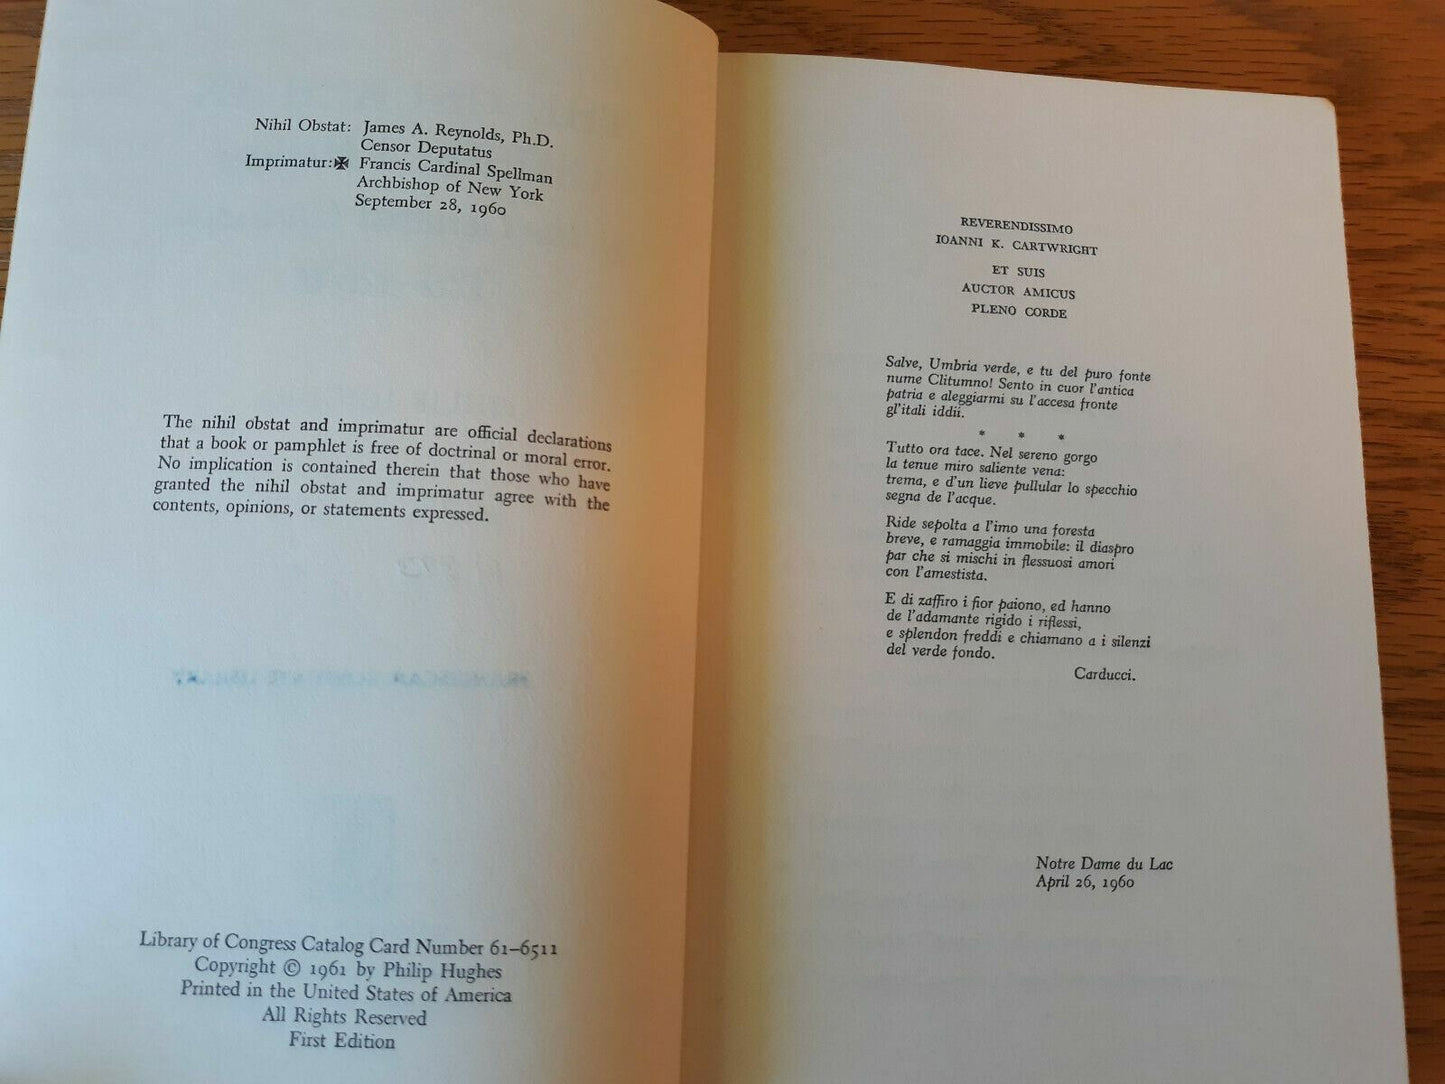 Nihil Obstat: James A. Reynolds, Ph.D.
Censor Deputatus
Imprimatur:✠ Francis Cardinal Spellman
Archbishop of New York
September 28, 1960
The nihil obstat and imprimatur are official declarations
that a book or pamphlet is free of doctrinal or moral error.
No implication is contained therein that those who have
granted the nihil obstat and imprimatur agree with the
contents, opinions, or statements expressed.
Library of Congress Catalog Card Number 61–6511
Copyright © 1961 by Philip Hughes
Printed in the United States of America
All Rights Reserved
First Edition
REVERENDISSIMO
IOANNI K. CARTWRIGHT
ET SUIS
AUCTOR AMICUS
PLENO CORDE
Salve, Umbria verde, e tu del puro fonte
nume Clitumno! Sento in cuor l'antica
patria e aleggiarmi su l'accesa fronte
gl'itali iddii.
* * *
Tutto ora tace. Nel sereno gorgo
la tenue miro saliente vena:
trema, e d'un lieve pullular lo specchio
segna de l'acque.
Ride sepolta a l'imo una foresta
breve, e ramaggia immobile: il diaspro
par che si mischi in flessuosi amori
con l'amestista.
E di zaffiro i fior paiono, ed hanno
de l'adamante rigido i riflessi,
e splendon freddi e chiamano a i silenzi
del verde fondo.
Carducci.
Notre Dame du Lac
April 26, 1960